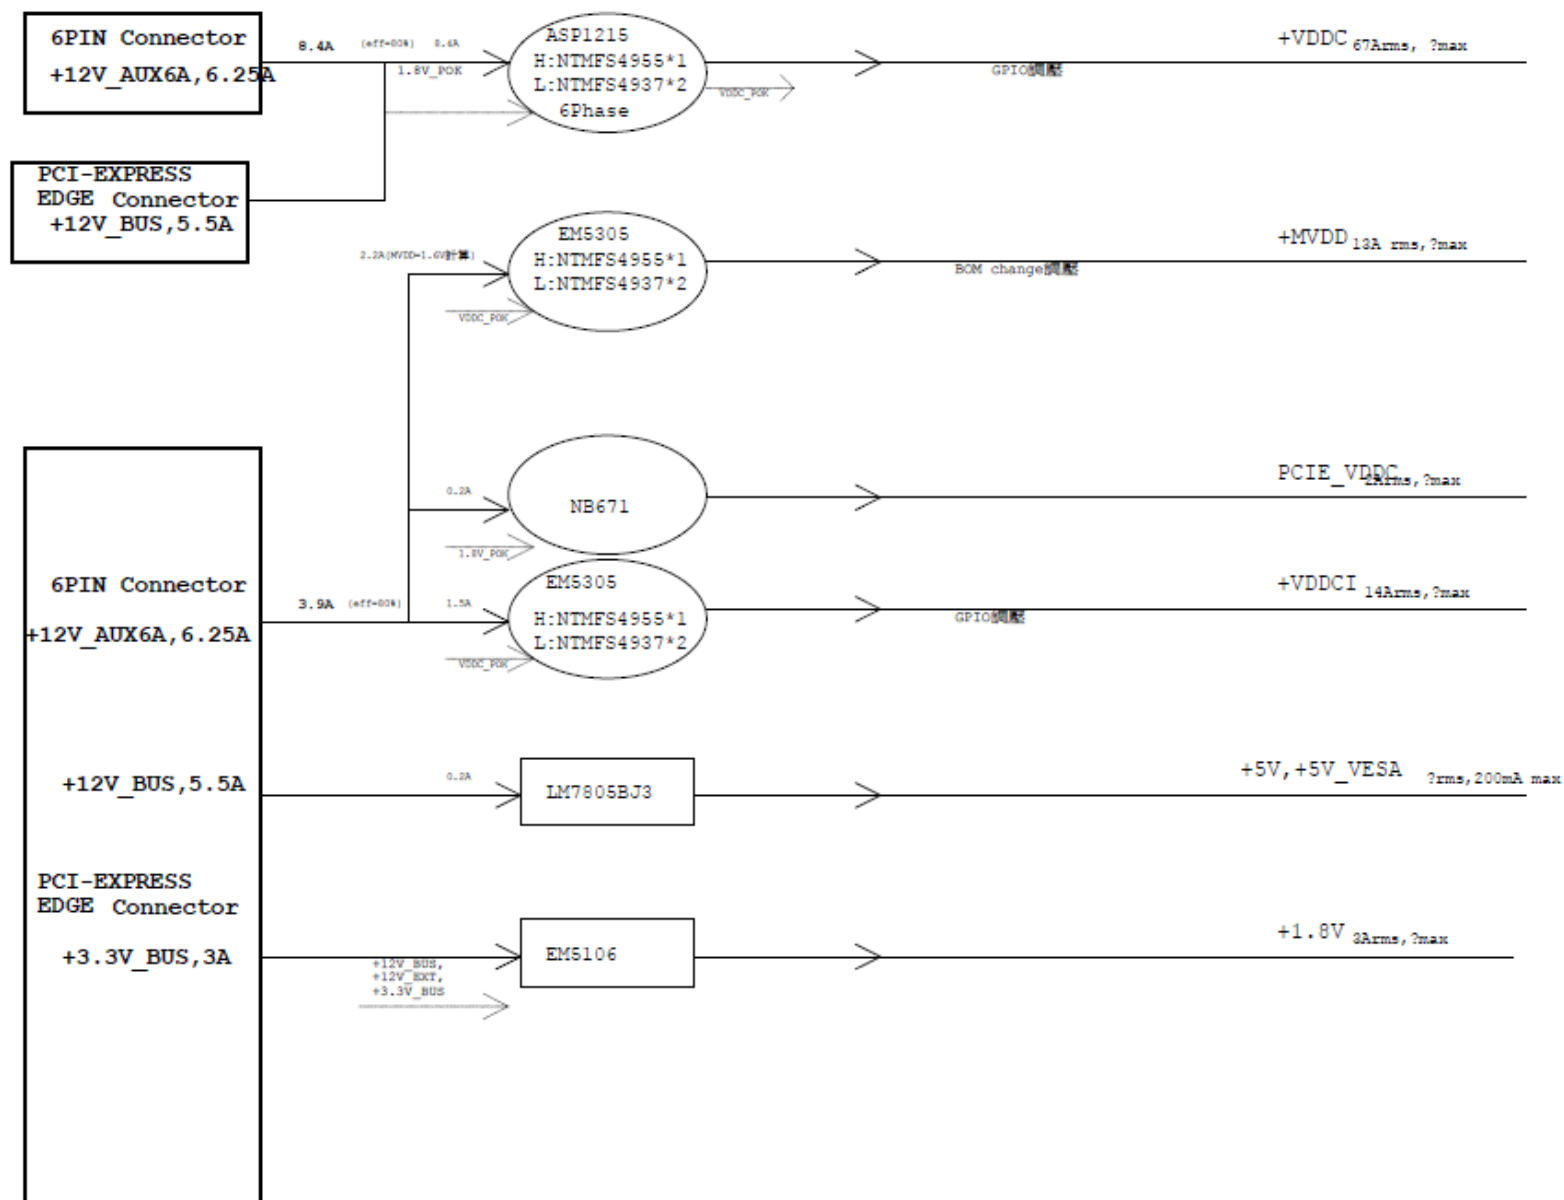 6PIN Connector
+12V_AUX6A,6.25A
8.4A (eff=80%) 8.4A
1.8V_POK
ASP1215
H:NTMFS4955*1
L:NTMFS4937*2
6Phase
VDDC_POK
GPIO調壓
+VDDC 67Arms, ?max
PCI-EXPRESS
EDGE Connector
+12V_BUS,5.5A
2.2A(MVDD=1.6V計算)
VDDC_POK
EM5305
H:NTMFS4955*1
L:NTMFS4937*2
BOM change調壓
+MVDD 13A rms,?max
0.2A
1.8V_POK
NB671
PCIE_VDDC 2Arms,?max
6PIN Connector
+12V_AUX6A,6.25A
3.9A (eff=80%) 1.5A
VDDC_POK
EM5305
H:NTMFS4955*1
L:NTMFS4937*2
GPIO調壓
+VDDCI 14Arms,?max
+12V_BUS,5.5A
0.2A
LM7805BJ3
+5V,+5V_VESA ?rms,200mA max
PCI-EXPRESS
EDGE Connector
+3.3V_BUS,3A
+12V_BUS,
+12V_EXT,
+3.3V_BUS
EM5106
+1.8V 3Arms,?max